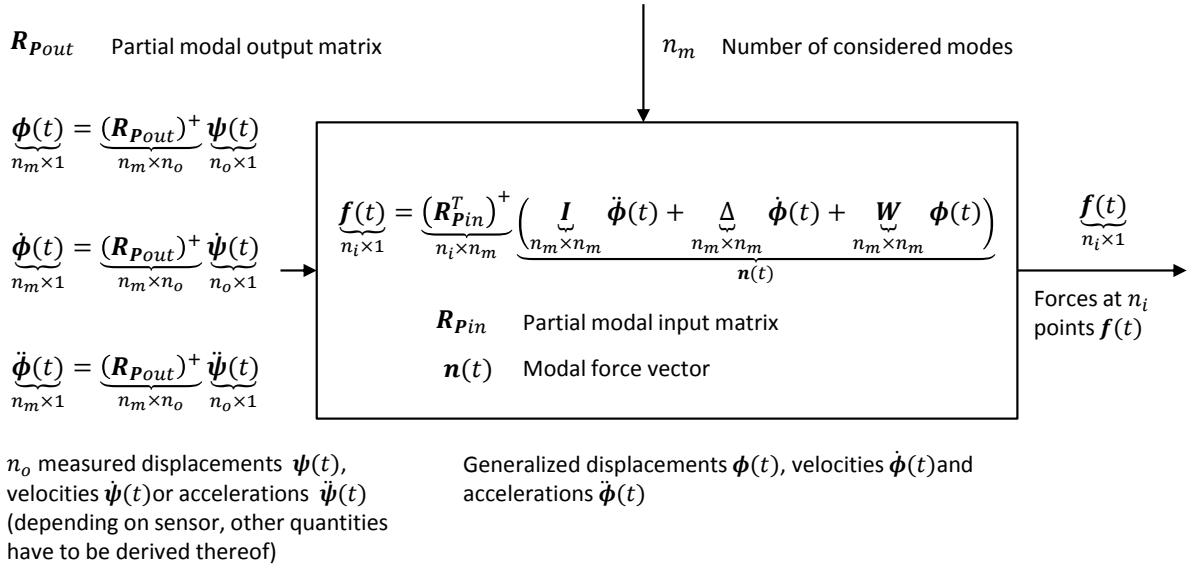 𝑹_𝑷𝑜𝑢𝑡 Partial modal output matrix
𝑛_𝑚 Number of considered modes
𝝓(𝑡) = (𝑹_𝑷𝑜𝑢𝑡)⁺ 𝝍(𝑡)
𝑛_𝑚×1 𝑛_𝑚×𝑛_𝑜 𝑛_𝑜×1
𝝓̇(𝑡) = (𝑹_𝑷𝑜𝑢𝑡)⁺ 𝝍̇(𝑡)
𝑛_𝑚×1 𝑛_𝑚×𝑛_𝑜 𝑛_𝑜×1
𝝓̈(𝑡) = (𝑹_𝑷𝑜𝑢𝑡)⁺ 𝝍̈(𝑡)
𝑛_𝑚×1 𝑛_𝑚×𝑛_𝑜 𝑛_𝑜×1
𝒇(𝑡) = (𝑹^𝑇_𝑷𝑖𝑛)⁺ (𝑰 𝝓̈(𝑡) + Δ 𝝓̇(𝑡) + 𝑾 𝝓(𝑡))
𝑛_𝑖×1 𝑛_𝑖×𝑛_𝑚 𝑛_𝑚×𝑛_𝑚 𝑛_𝑚×𝑛_𝑚 𝑛_𝑚×𝑛_𝑚
𝒏(𝑡)
𝑹_𝑷𝑖𝑛 Partial modal input matrix
𝒏(𝑡) Modal force vector
𝒇(𝑡)
𝑛_𝑖×1
Forces at 𝑛_𝑖
points 𝒇(𝑡)
𝑛_𝑜 measured displacements 𝝍(𝑡),
velocities 𝝍̇(𝑡)or accelerations 𝝍̈(𝑡)
(depending on sensor, other quantities
have to be derived thereof)
Generalized displacements 𝝓(𝑡), velocities 𝝓̇(𝑡)and
accelerations 𝝓̈(𝑡)